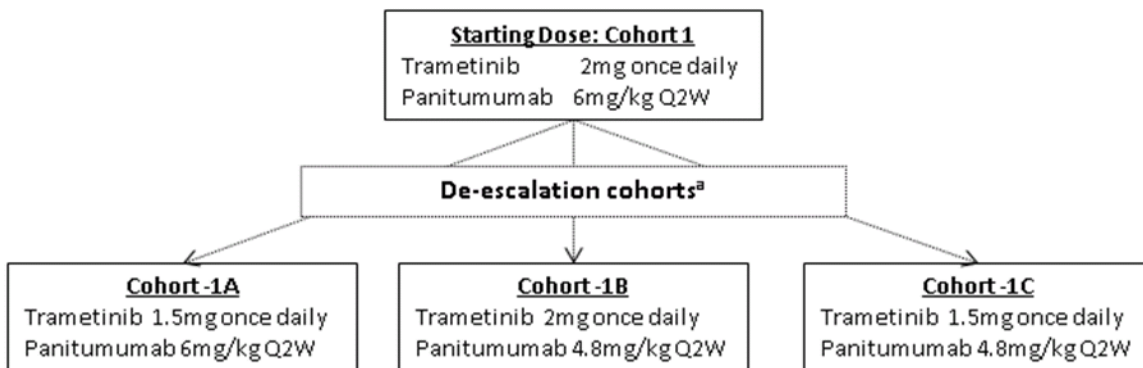 Starting Dose: Cohort 1
Trametinib 2mg once daily
Panitumumab 6mg/kg Q2W
De-escalation cohortsᵃ
Cohort -1A
Trametinib 1.5mg once daily
Panitumumab 6mg/kg Q2W
Cohort -1B
Trametinib 2mg once daily
Panitumumab 4.8mg/kg Q2W
Cohort -1C
Trametinib 1.5mg once daily
Panitumumab 4.8mg/kg Q2W